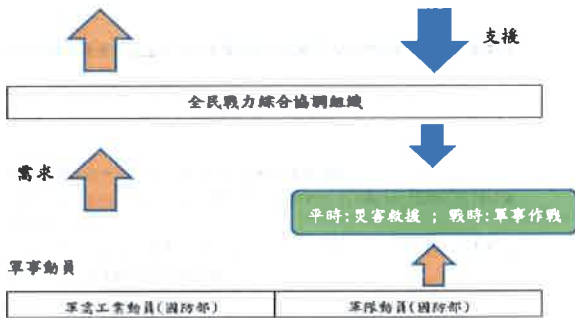 支援
全民戰力綜合協調組織
需求
平時:災害救援 ; 戰時:軍事作戰
軍事動員
軍需工業動員(國防部)
軍隊動員(國防部)